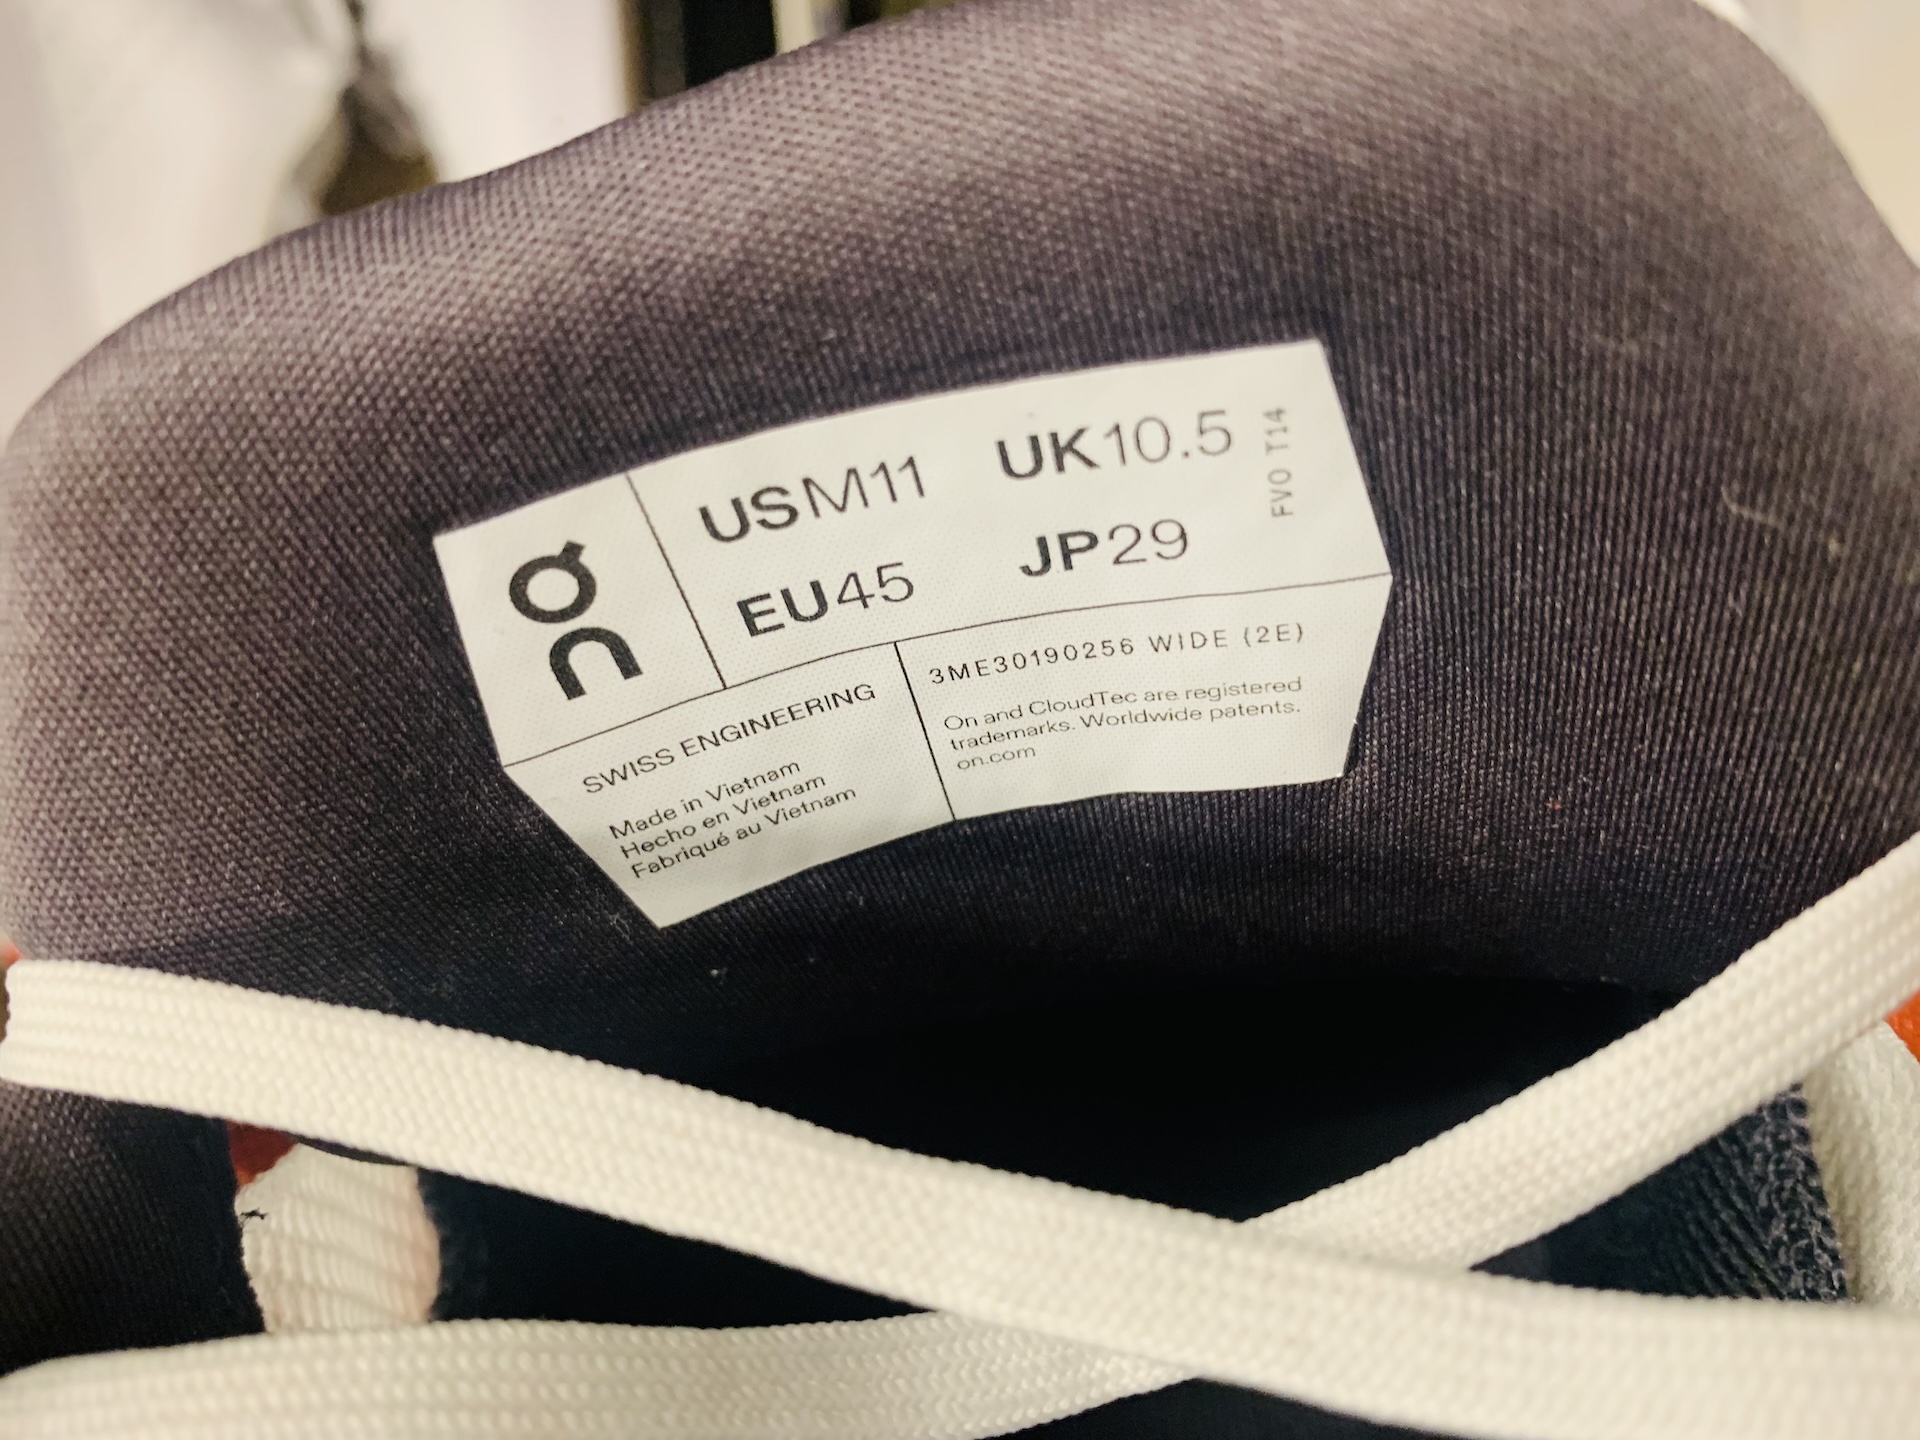 on
USM11 UK10.5
EU45 JP29
FVO T14
SWISS ENGINEERING
Made in Vietnam
Hecho en Vietnam
Fabriqué au Vietnam
3ME30190256 WIDE (2E)
On and CloudTec are registered
trademarks. Worldwide patents.
on.com